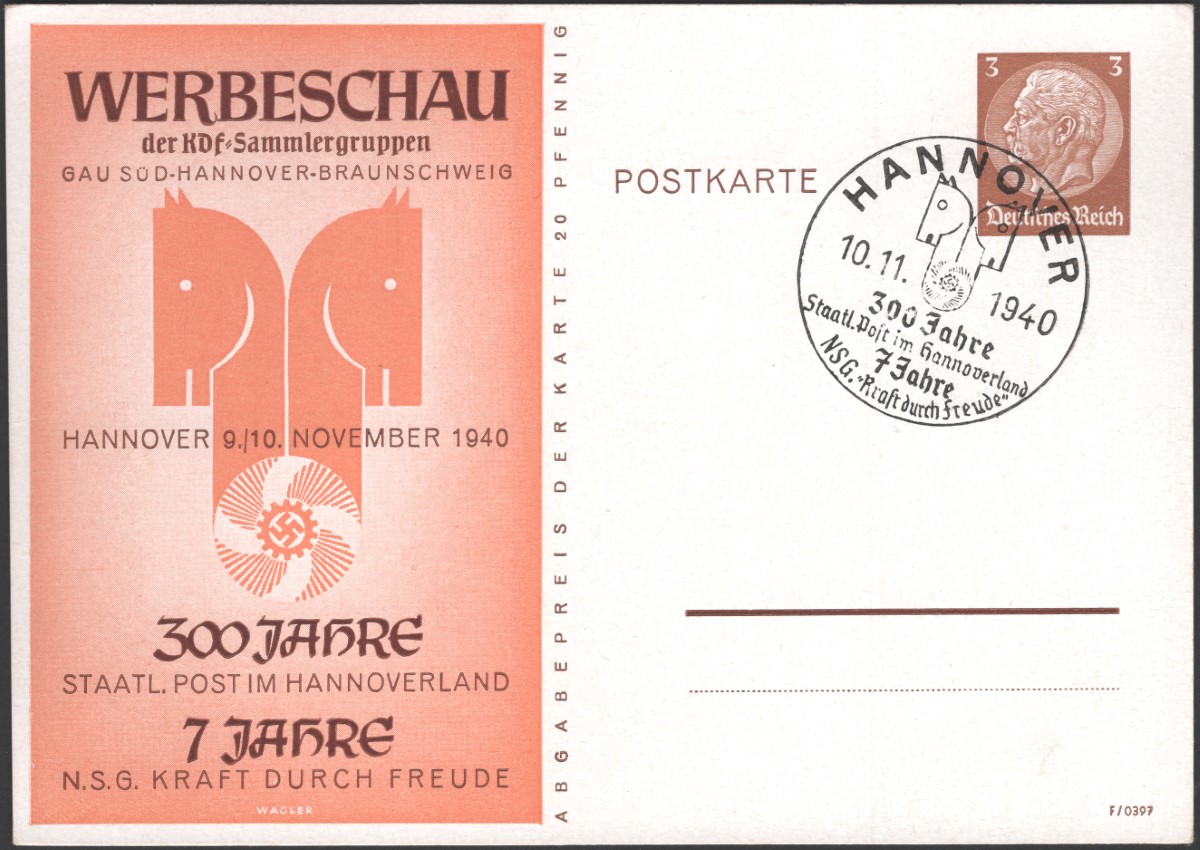 WERBESCHAU
der KDF-Sammlergruppen
GAU SÜD-HANNOVER-BRAUNSCHWEIG
HANNOVER 9./10. NOVEMBER 1940
300 JAHRE
STAATL. POST IM HANNOVERLAND
7 JAHRE
N.S.G. KRAFT DURCH FREUDE
WAGLER
ABGABEPREIS DER KARTE 20 PFENNIG
POSTKARTE
3 3
Deutsches Reich
HANNOVER
10.11. 1940
300 Jahre
Staatl. Post im Hannoverland
7 Jahre
NSG. "Kraft durch Freude"
F/0397